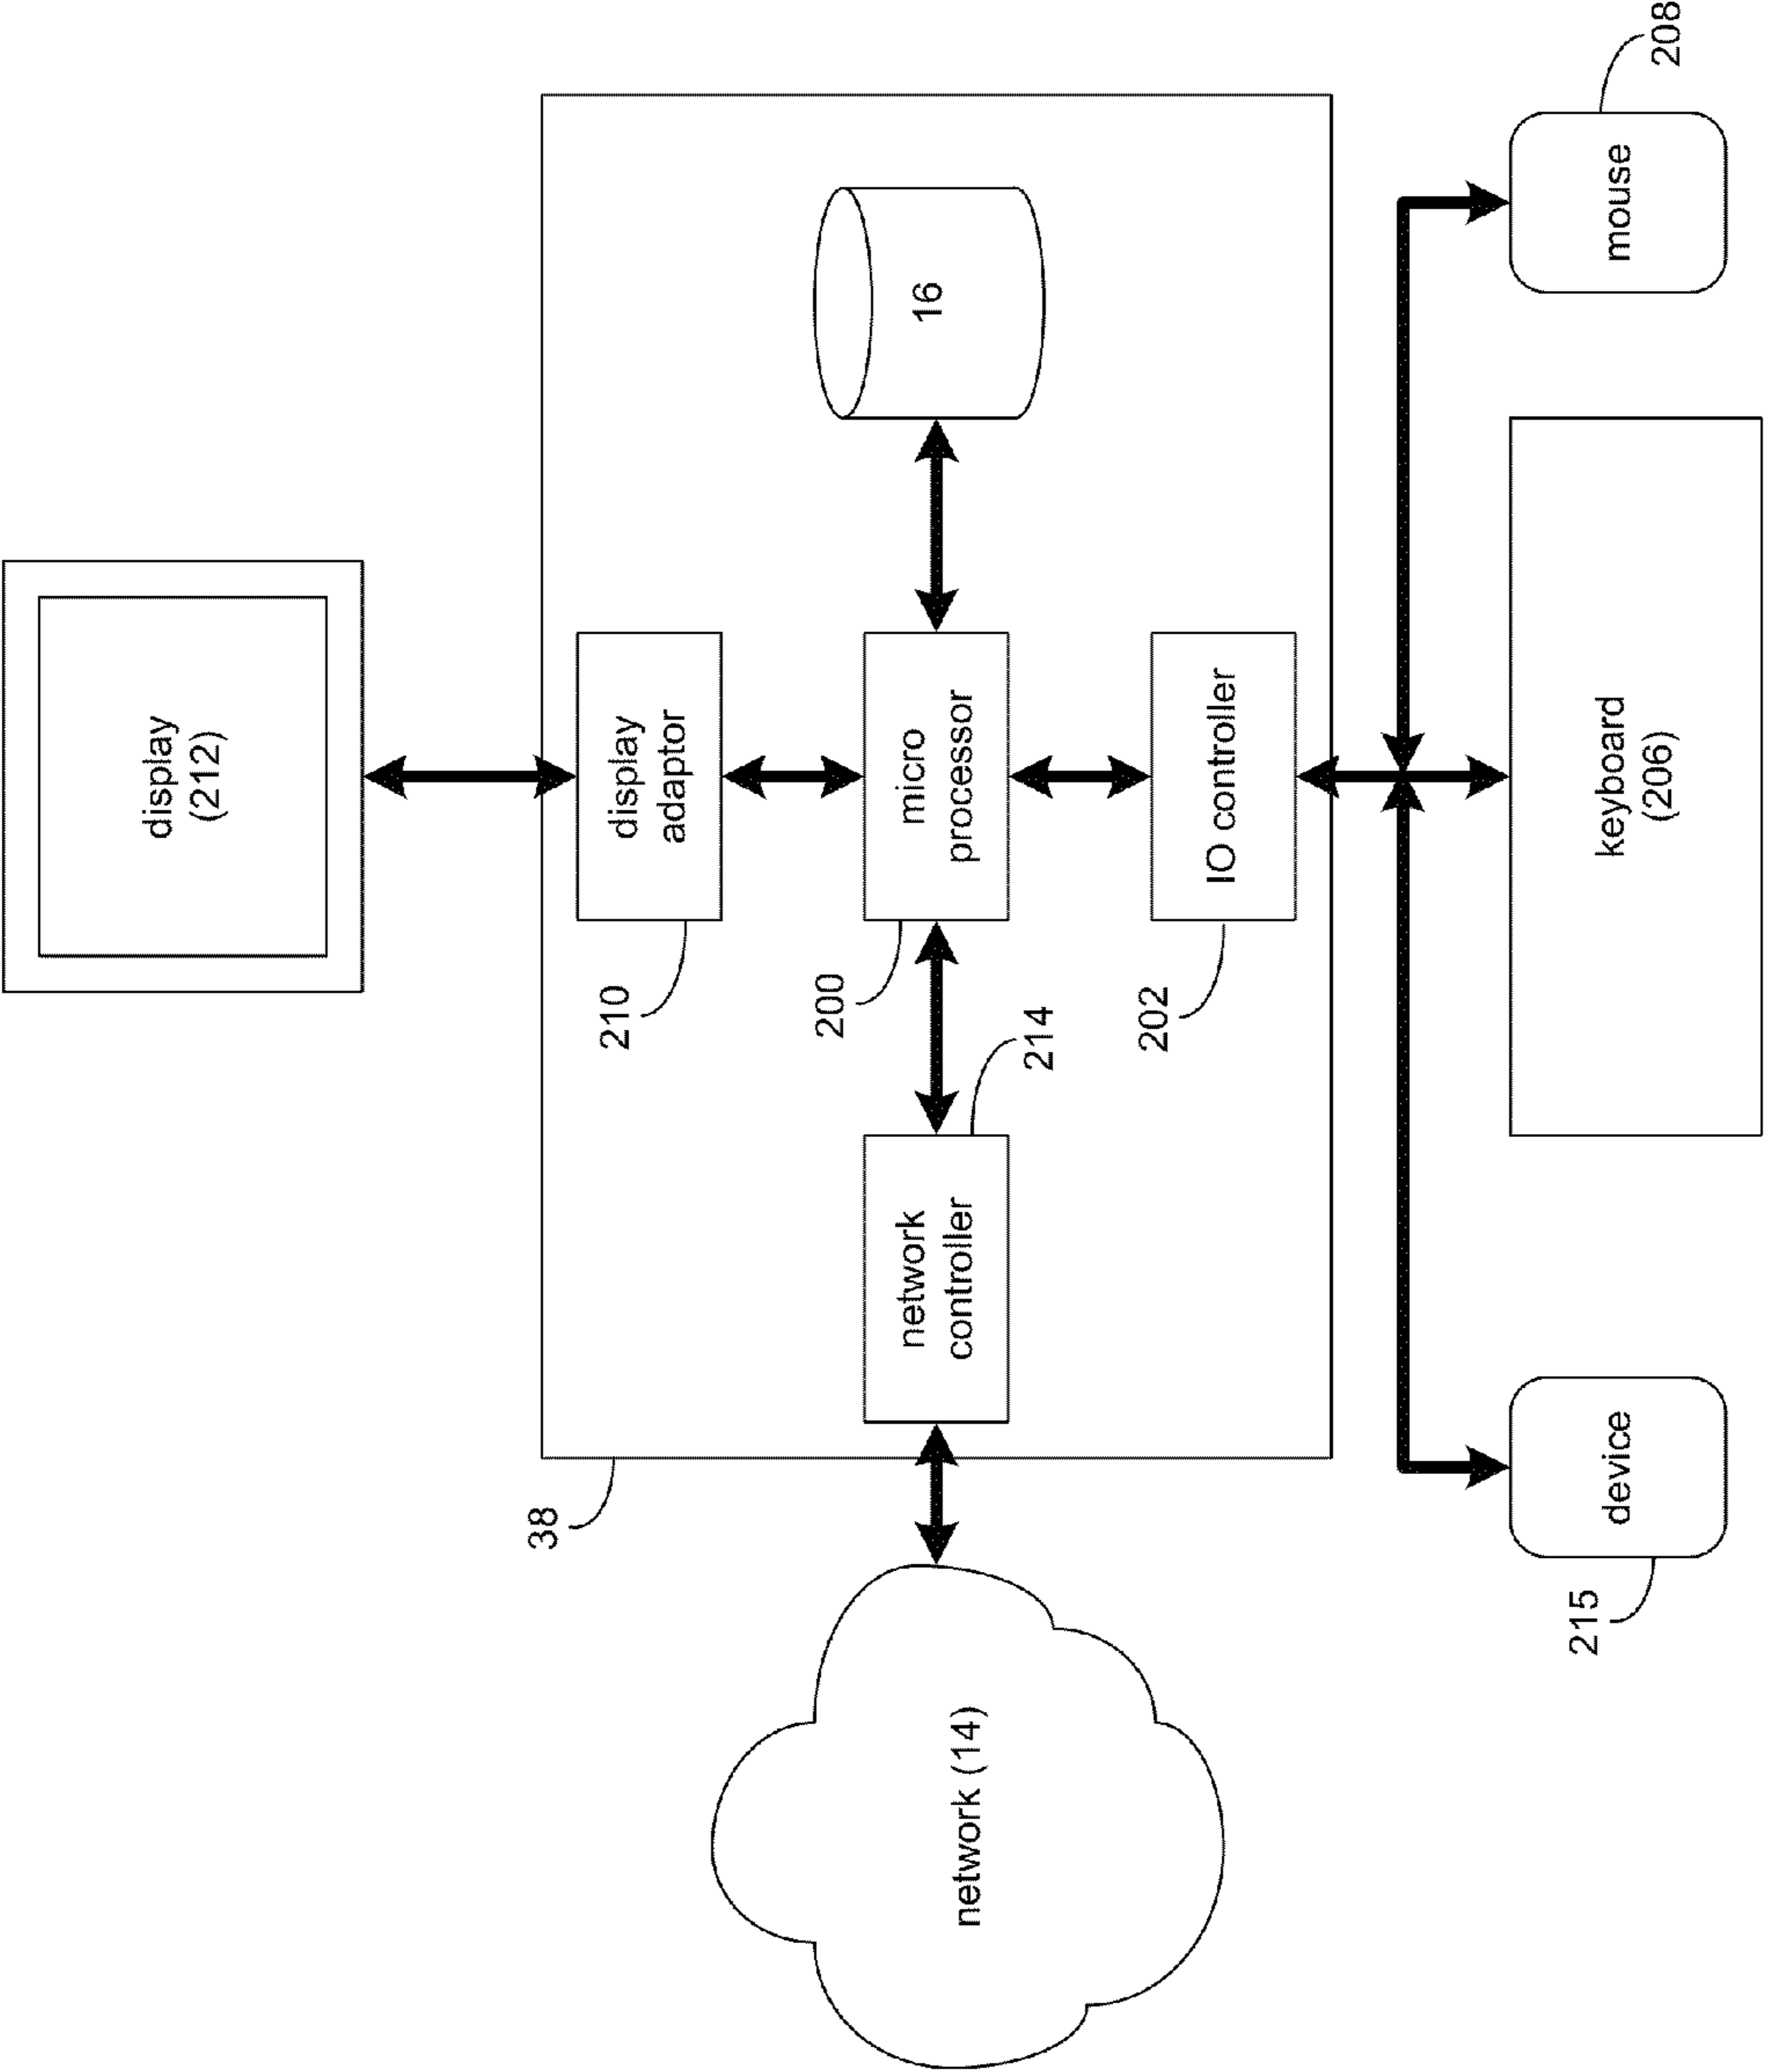 display
(212)
210
display
adaptor
38
network (14)
network
controller
214
200
micro
processor
16
202
IO controller
215
device
keyboard
(206)
mouse
208